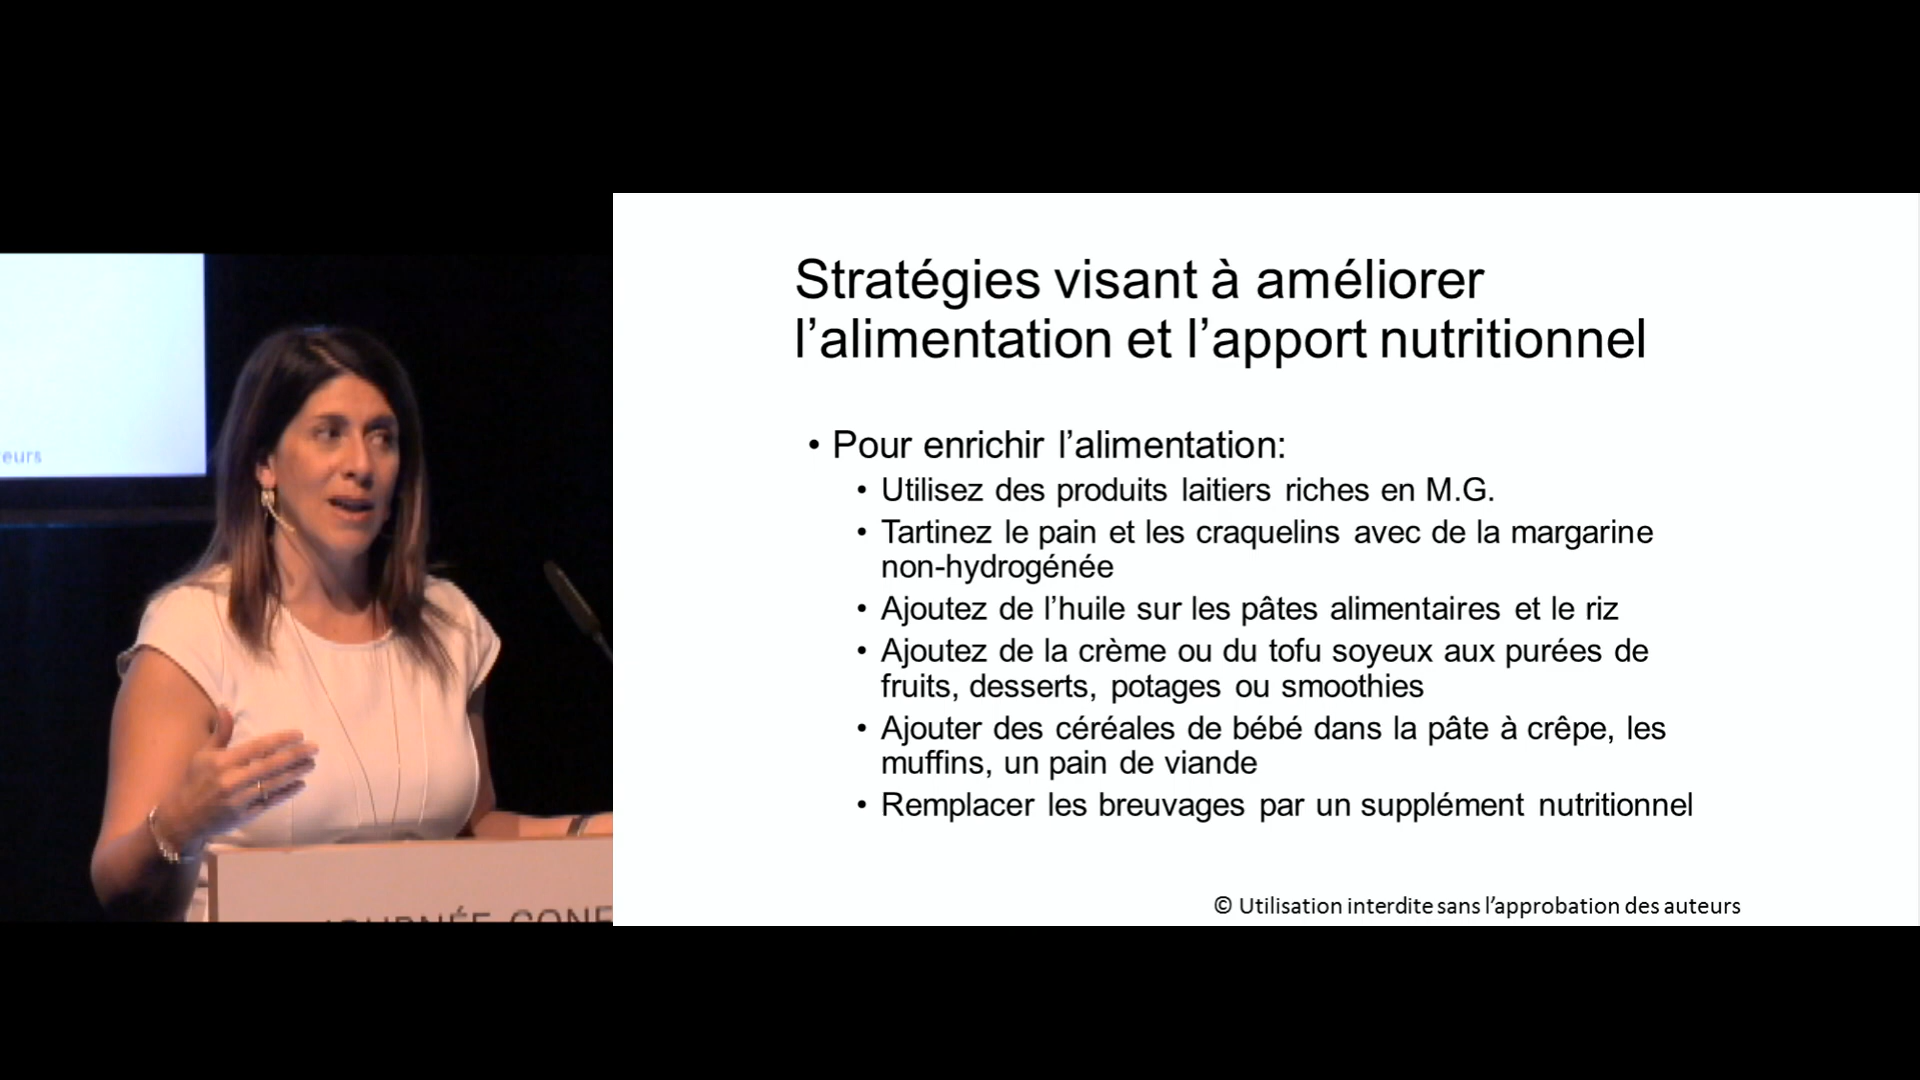 Stratégies visant à améliorer
l’alimentation et l’apport nutritionnel
• Pour enrichir l’alimentation:
• Utilisez des produits laitiers riches en M.G.
• Tartinez le pain et les craquelins avec de la margarine
non-hydrogénée
• Ajoutez de l’huile sur les pâtes alimentaires et le riz
• Ajoutez de la crème ou du tofu soyeux aux purées de
fruits, desserts, potages ou smoothies
• Ajouter des céréales de bébé dans la pâte à crêpe, les
muffins, un pain de viande
• Remplacer les breuvages par un supplément nutritionnel
© Utilisation interdite sans l’approbation des auteurs
eurs
JOURNÉE CONF